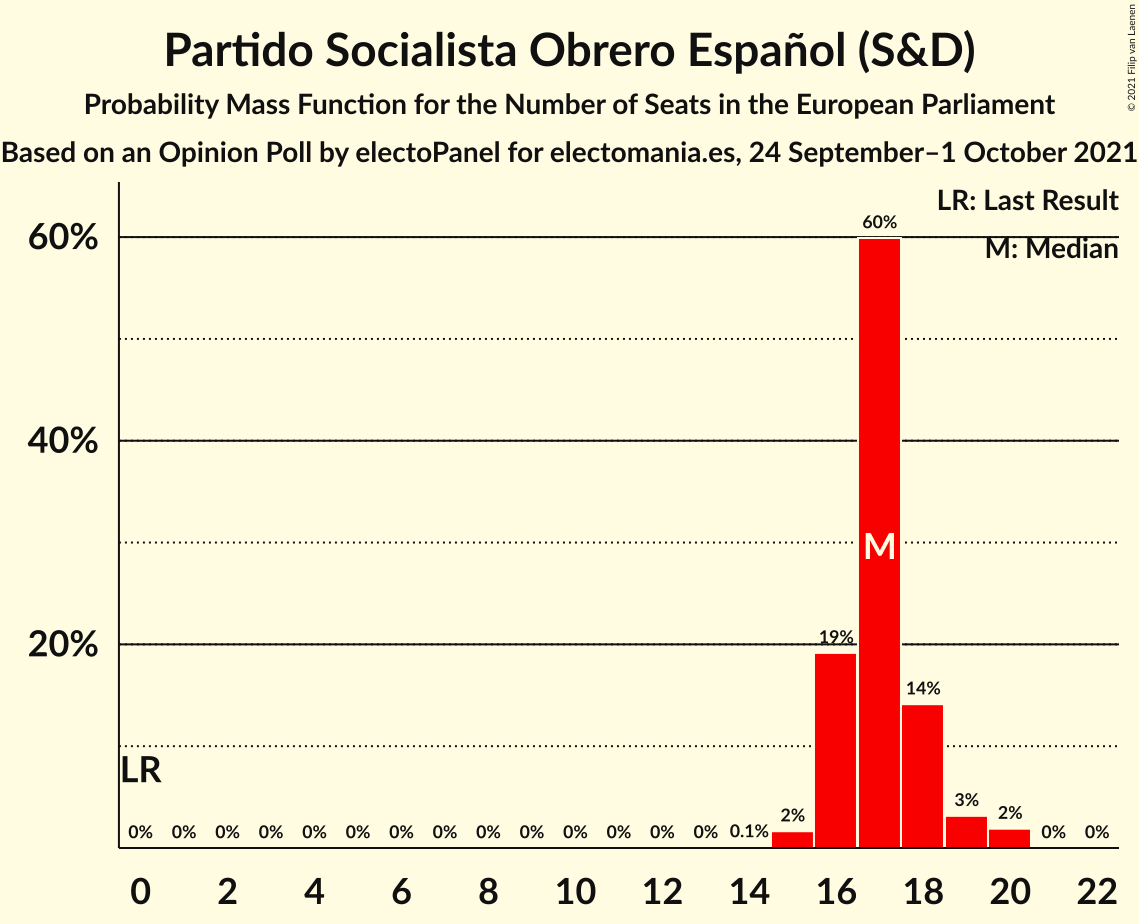 Partido Socialista Obrero Español (S&D)
Probability Mass Function for the Number of Seats in the European Parliament
Based on an Opinion Poll by electoPanel for electomania.es, 24 September–1 October 2021
© 2021 Filip van Laenen
LR: Last Result
M: Median
60%
40%
20%
60%
M
19%
14%
LR
0% 0% 0% 0% 0% 0% 0% 0% 0% 0% 0% 0% 0% 0% 0.1% 2% 3% 2% 0% 0%
0 2 4 6 8 10 12 14 16 18 20 22